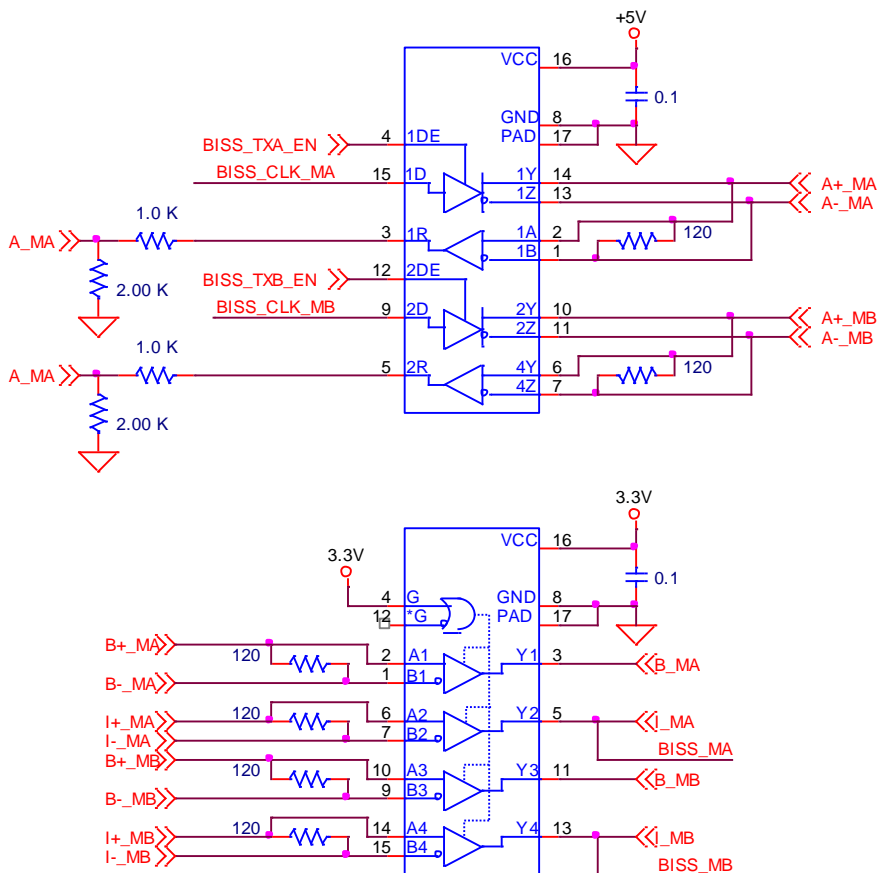 +5V
VCC 16
0.1
GND 8
BISS_TXA_EN 4 1DE PAD 17
BISS_CLK_MA 15 1D 1Y 14 A+_MA
1Z 13 A-_MA
1.0 K
A_MA 3 1R 1A 2 120
BISS_TXB_EN 12 2DE 1B 1
2.00 K
BISS_CLK_MB 9 2D 2Y 10 A+_MB
2Z 11 A-_MB
1.0 K
A_MA 5 2R 4Y 6 120
4Z 7
2.00 K
3.3V
VCC 16
3.3V
0.1
4 G GND 8
12 *G PAD 17
B+_MA 120 2 A1 Y1 3 B_MA
B-_MA 1 B1
I+_MA 120 6 A2 Y2 5 I_MA
I-_MA 7 B2
BISS_MA
B+_MB 120 10 A3 Y3 11 B_MB
B-_MB 9 B3
I+_MB 120 14 A4 Y4 13 I_MB
I-_MB 15 B4
BISS_MB